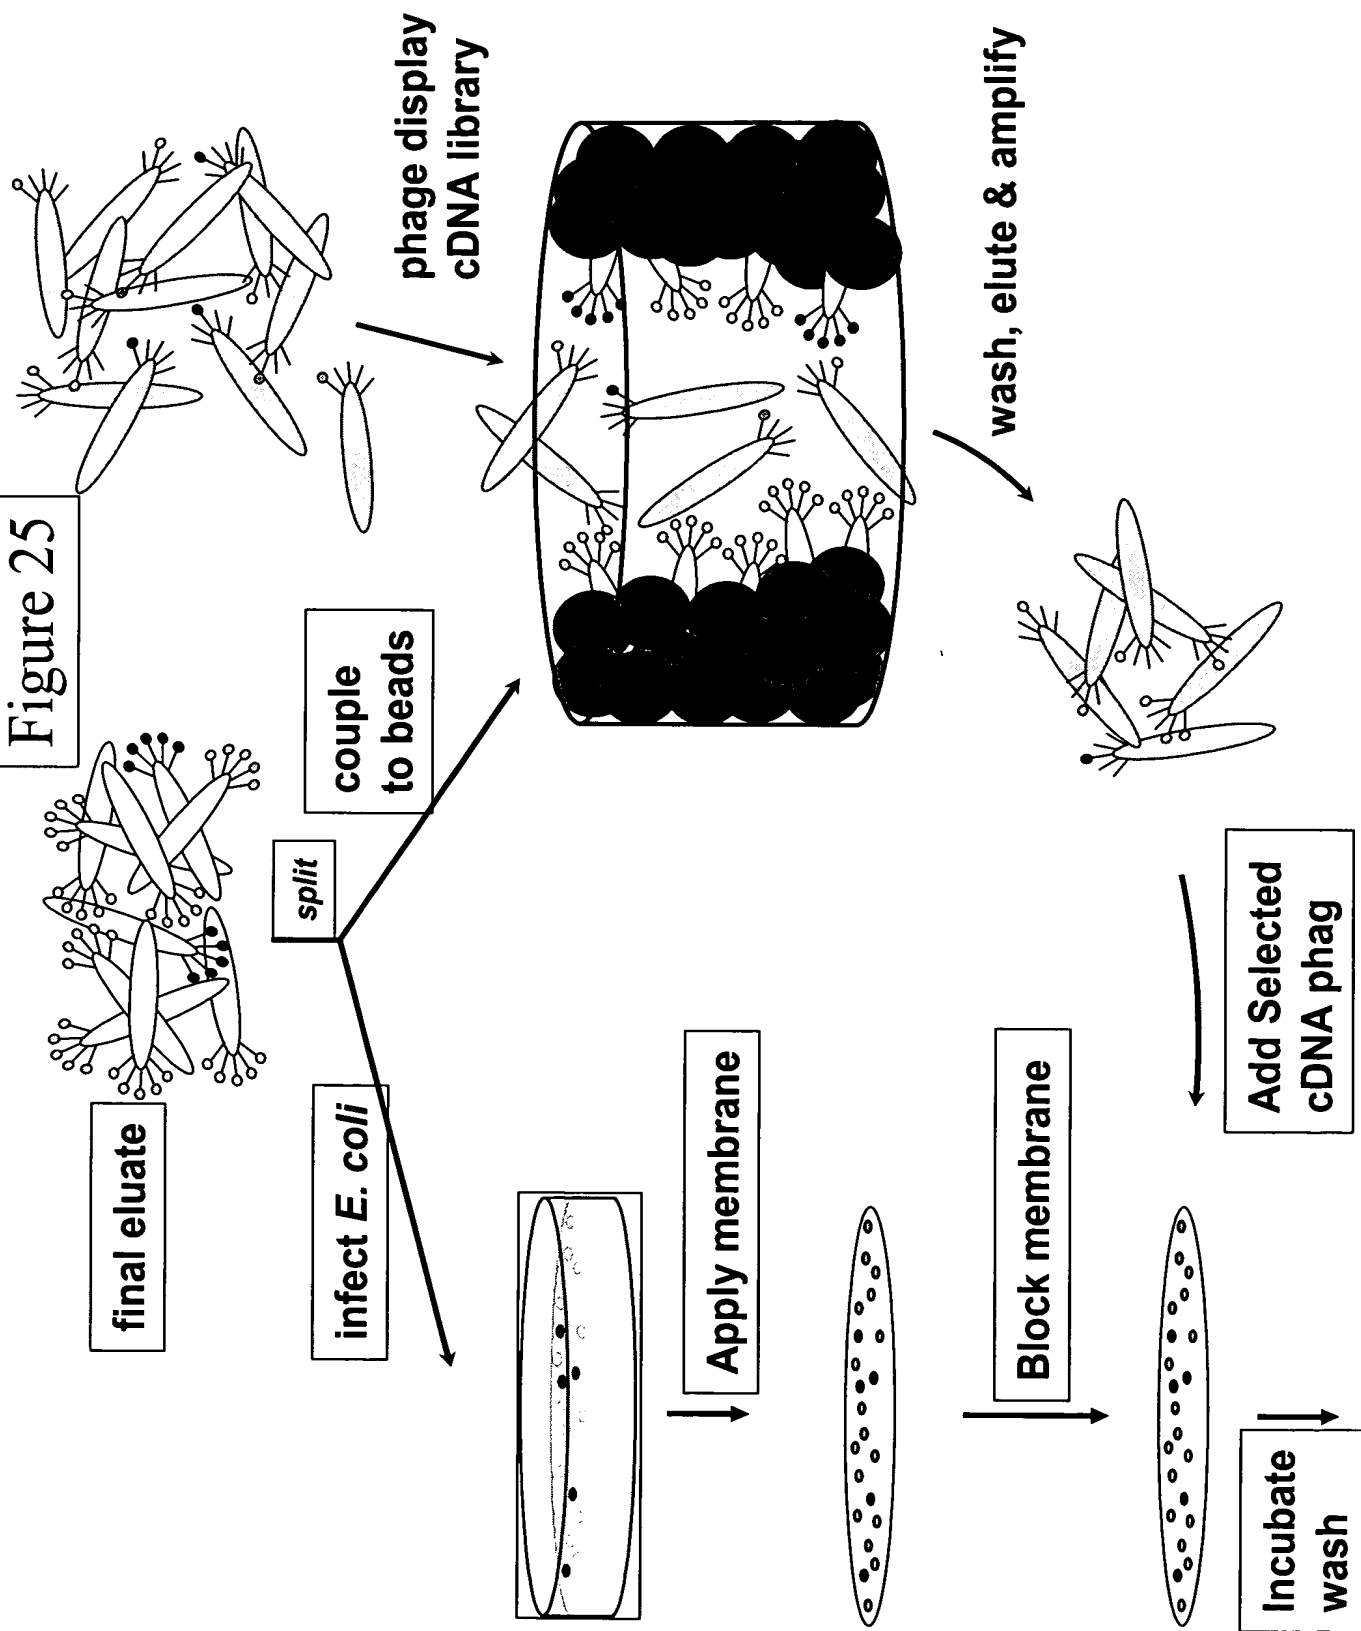 Figure 25
final eluate
split
infect E. coli
couple
to beads
phage display
cDNA library
wash, elute & amplify
Apply membrane
Block membrane
Add Selected
cDNA phag
Incubate
wash